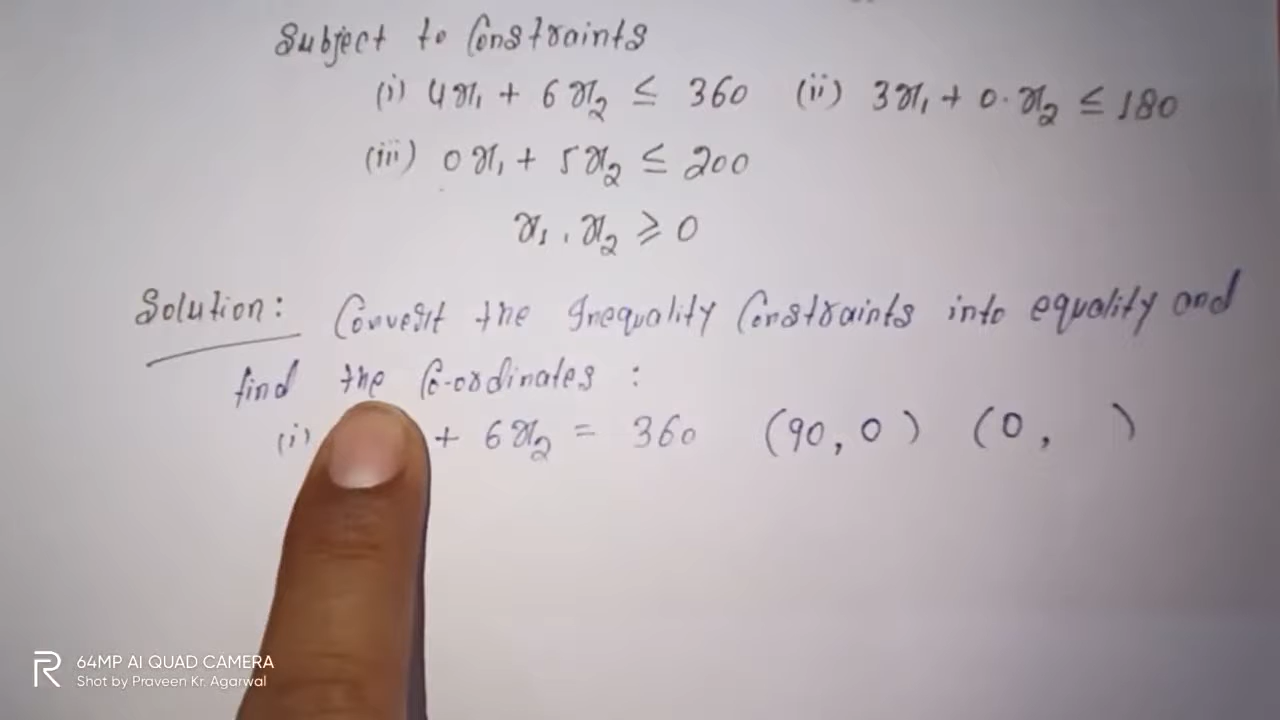 Subject to Constraints
(i) 4x₁ + 6x₂ ≤ 360 (ii) 3x₁ + 0·x₂ ≤ 180
(iii) 0x₁ + 5x₂ ≤ 200
x₁, x₂ ≥ 0
Solution: Convert the Inequality Constraints into equality and
find the Co-ordinates :
(i) + 6x₂ = 360 (90, 0) (0, )
64MP AI QUAD CAMERA
Shot by Praveen Kr. Agarwal